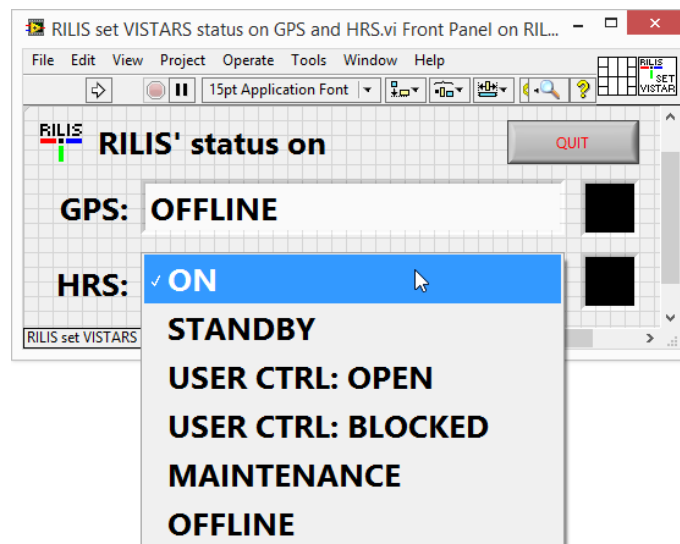 RILIS set VISTARS status on GPS and HRS.vi Front Panel on RIL...
File Edit View Project Operate Tools Window Help
15pt Application Font
RILIS
SET
VISTAR
RILIS
RILIS' status on
QUIT
GPS: OFFLINE
HRS: ✓ ON
RILIS set VISTARS
STANDBY
USER CTRL: OPEN
USER CTRL: BLOCKED
MAINTENANCE
OFFLINE